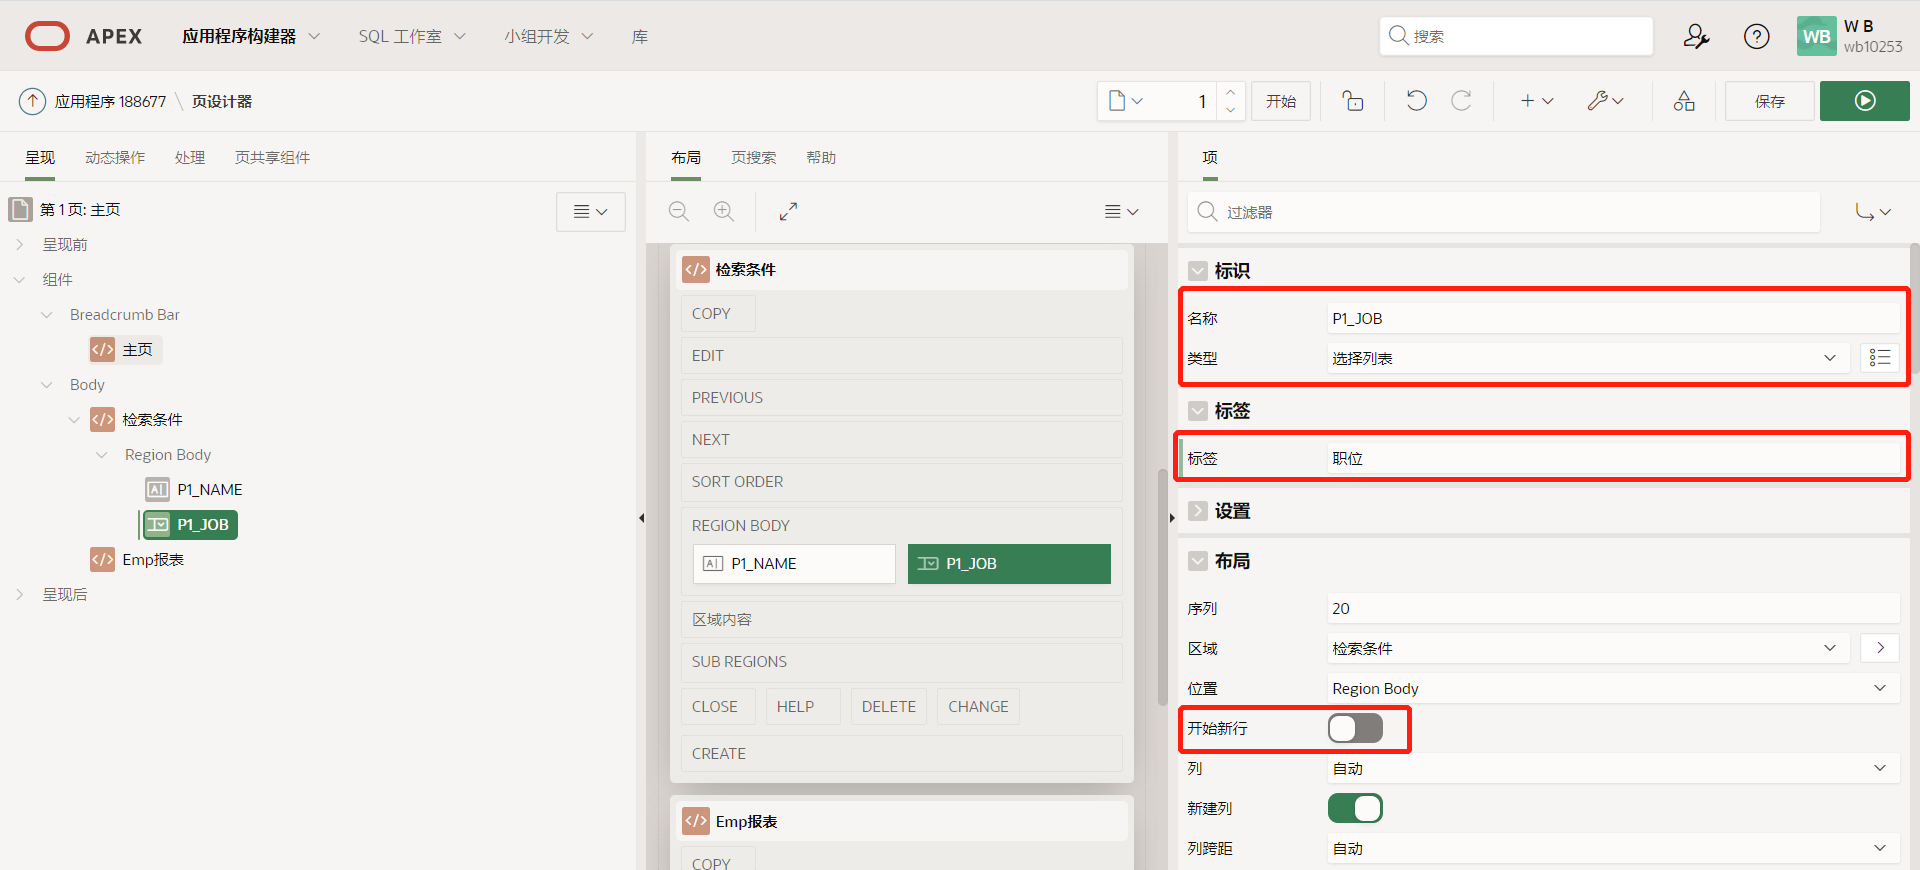 APEX 应用程序构建器 SQL 工作室 小组开发 库 搜索 WB W B
wb10253
应用程序 188677 \ 页设计器 1 开始 保存
呈现 动态操作 处理 页共享组件
第 1 页: 主页
呈现前
组件
Breadcrumb Bar
主页
Body
检索条件
Region Body
P1_NAME
P1_JOB
Emp报表
呈现后
布局 页搜索 帮助
检索条件
COPY
EDIT
PREVIOUS
NEXT
SORT ORDER
REGION BODY
P1_NAME P1_JOB
区域内容
SUB REGIONS
CLOSE HELP DELETE CHANGE
CREATE
Emp报表
COPY
项
过滤器
标识
名称 P1_JOB
类型 选择列表
标签
标签 职位
设置
布局
序列 20
区域 检索条件
位置 Region Body
开始新行
列 自动
新建列
列跨距 自动